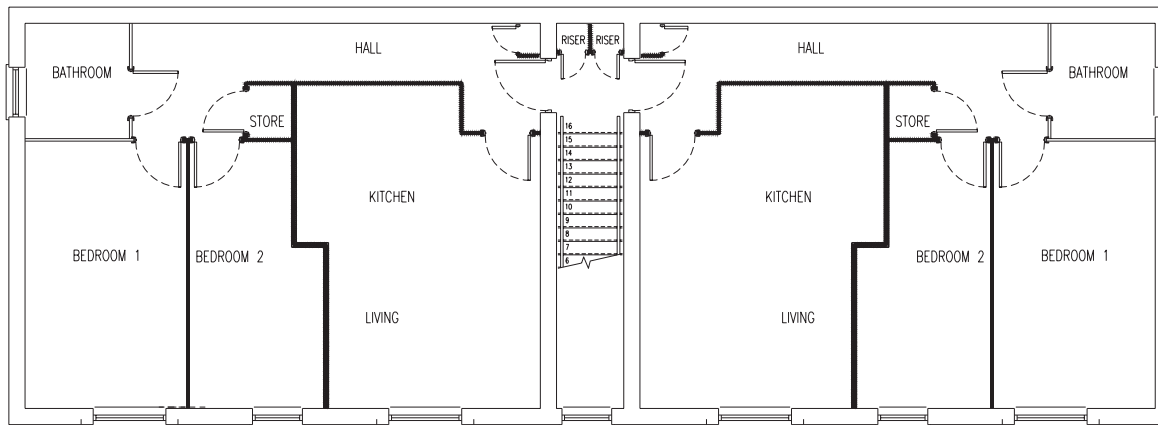 RISER RISER
HALL HALL
BATHROOM BATHROOM
STORE STORE
16
15
14
13
12
11
10
9
8
7
6
KITCHEN KITCHEN
BEDROOM 1 BEDROOM 2 BEDROOM 2 BEDROOM 1
LIVING LIVING